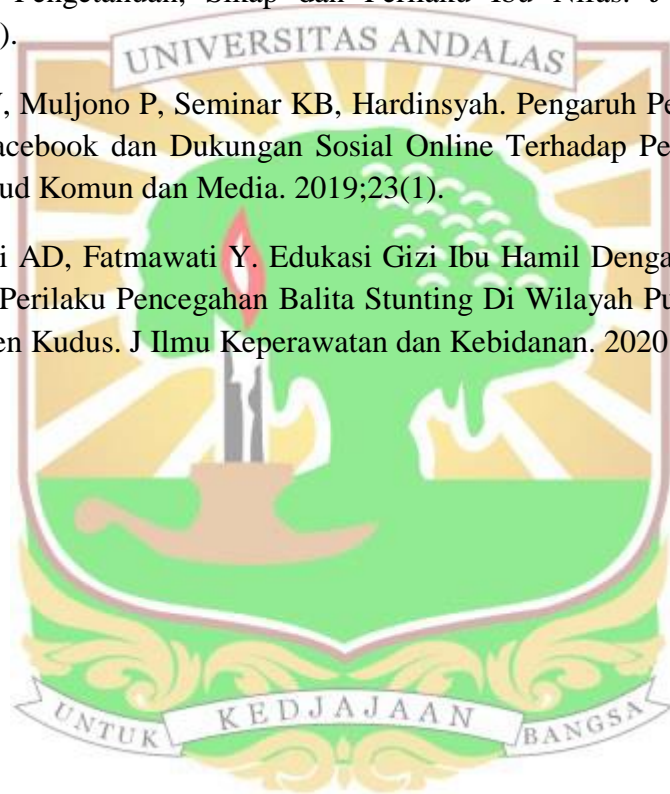 Pengetahuan, Sikap dan Perilaku Ibu Nifas. J
).
UNIVERSITAS ANDALAS
, Muljono P, Seminar KB, Hardinsyah. Pengaruh Pe
acebook dan Dukungan Sosial Online Terhadap Pe
ud Komun dan Media. 2019;23(1).
i AD, Fatmawati Y. Edukasi Gizi Ibu Hamil Denga
Perilaku Pencegahan Balita Stunting Di Wilayah Pu
en Kudus. J Ilmu Keperawatan dan Kebidanan. 2020
UNTUK KEDJAJAAN BANGSA